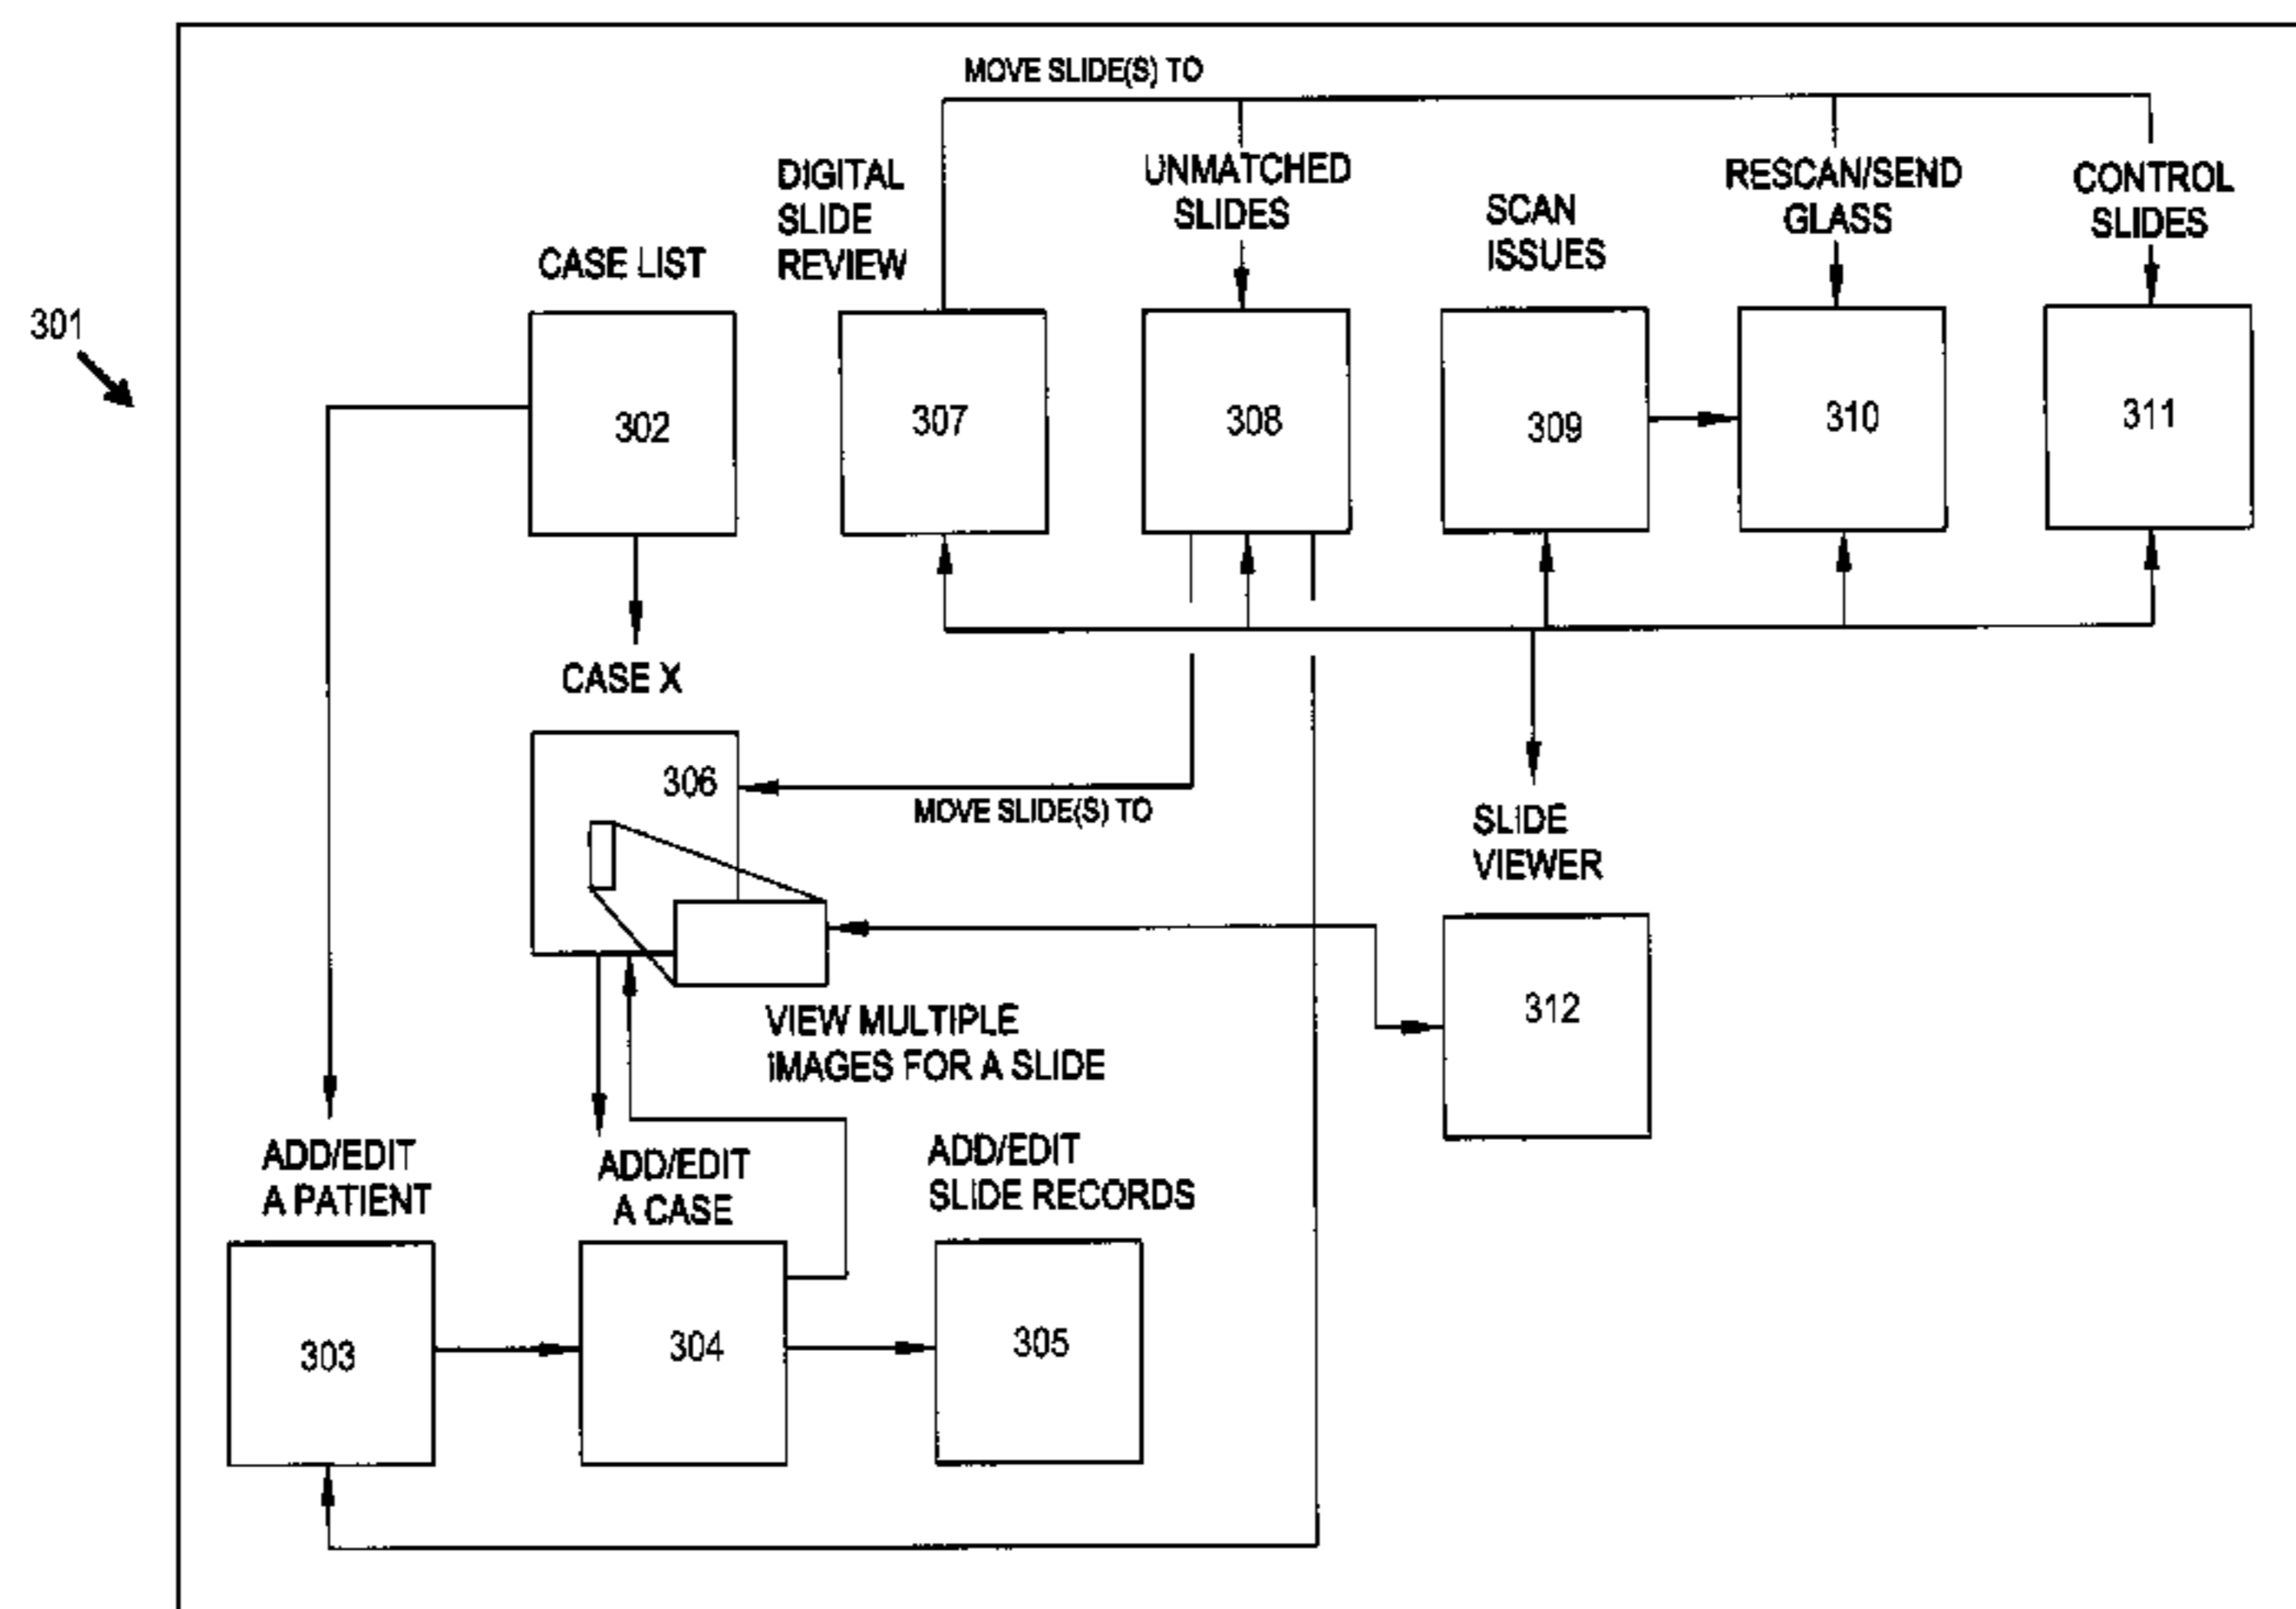 MOVE SLIDE(S) TO
DIGITAL
SLIDE
REVIEW
UNMATCHED
SLIDES
SCAN
ISSUES
RESCAN/SEND
GLASS
CONTROL
SLIDES
CASE LIST
301
302
307
308
309
310
311
CASE X
306
MOVE SLIDE(S) TO
SLIDE
VIEWER
VIEW MULTIPLE
IMAGES FOR A SLIDE
312
ADD/EDIT
A PATIENT
ADD/EDIT
A CASE
ADD/EDIT
SLIDE RECORDS
303
304
305